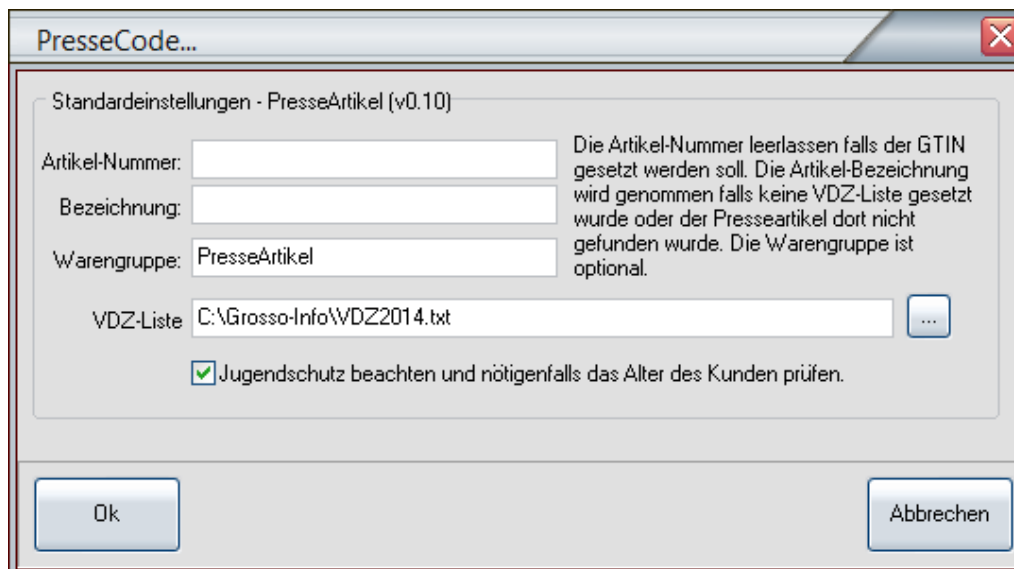 PresseCode...
Standardeinstellungen - PresseArtikel (v0.10)
Artikel-Nummer:
Bezeichnung:
Warengruppe: PresseArtikel
Die Artikel-Nummer leerlassen falls der GTIN
gesetzt werden soll. Die Artikel-Bezeichnung
wird genommen falls keine VDZ-Liste gesetzt
wurde oder der Presseartikel dort nicht
gefunden wurde. Die Warengruppe ist
optional.
VDZ-Liste C:\Grosso-Info\VDZ2014.txt ...
Jugendschutz beachten und nötigenfalls das Alter des Kunden prüfen.
Ok Abbrechen